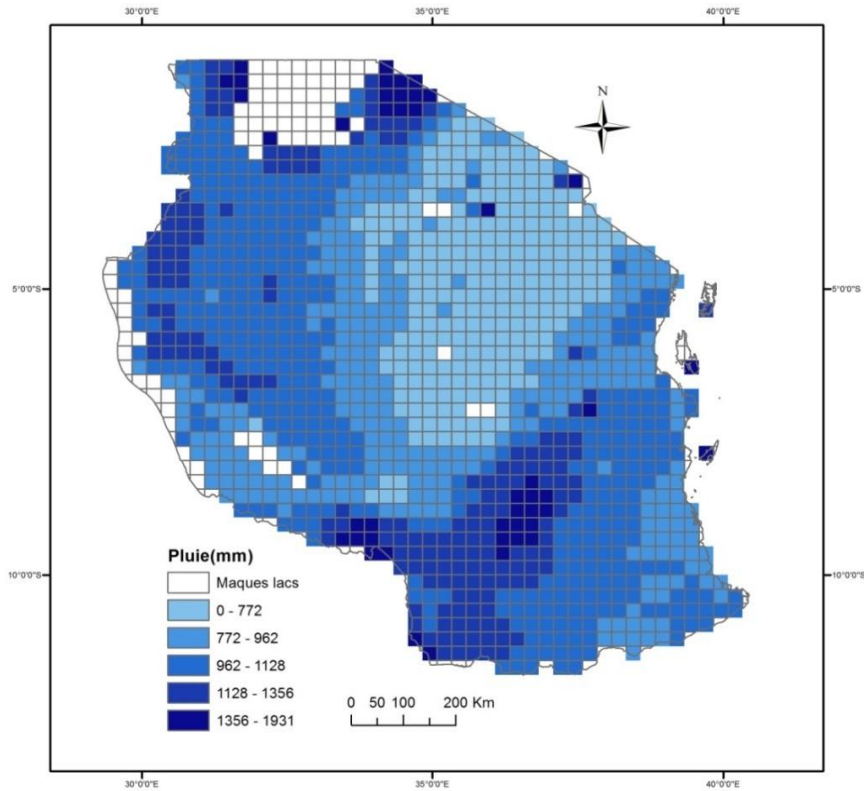 30°0'0"E 35°0'0"E 40°0'0"E
N
5°0'0"S 5°0'0"S
10°0'0"S 10°0'0"S
Pluie(mm)
Maques lacs
0 - 772
772 - 962
962 - 1128
1128 - 1356
1356 - 1931
0 50 100 200 Km
30°0'0"E 35°0'0"E 40°0'0"E